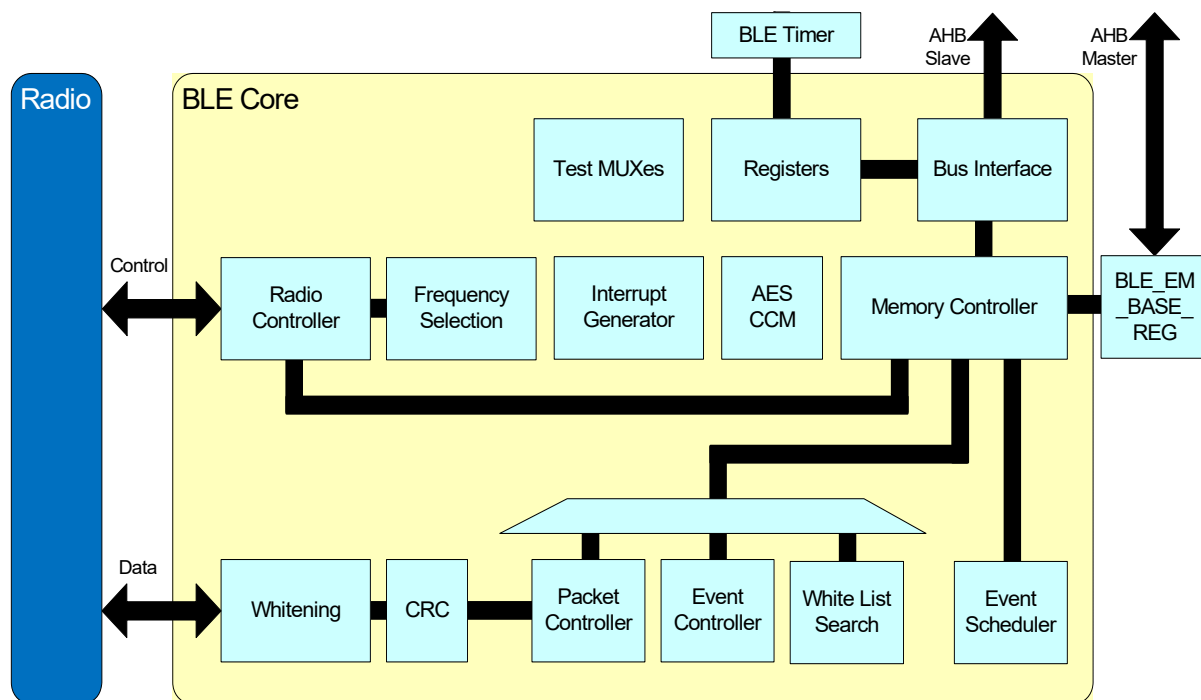 BLE Timer
AHB
Slave
AHB
Master
Radio
BLE Core
Test MUXes
Registers
Bus Interface
Control
Radio
Controller
Frequency
Selection
Interrupt
Generator
AES
CCM
Memory Controller
BLE_EM
_BASE_
REG
Data
Whitening
CRC
Packet
Controller
Event
Controller
White List
Search
Event
Scheduler